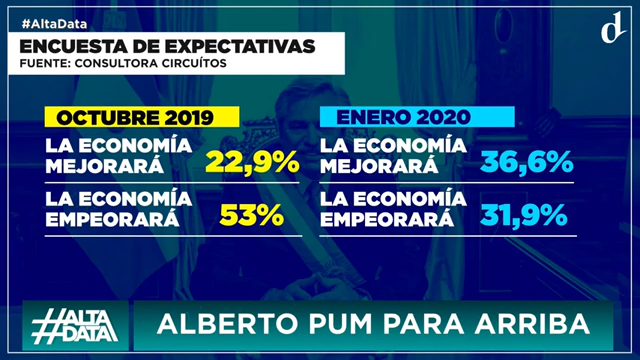 #AltaData
ENCUESTA DE EXPECTATIVAS
FUENTE: CONSULTORA CIRCUÍTOS
d
OCTUBRE 2019
LA ECONOMÍA
MEJORARÁ 22,9%
LA ECONOMÍA
EMPEORARÁ 53%
ENERO 2020
LA ECONOMÍA
MEJORARÁ 36,6%
LA ECONOMÍA
EMPEORARÁ 31,9%
#ALTA
DATA
ALBERTO PUM PARA ARRIBA